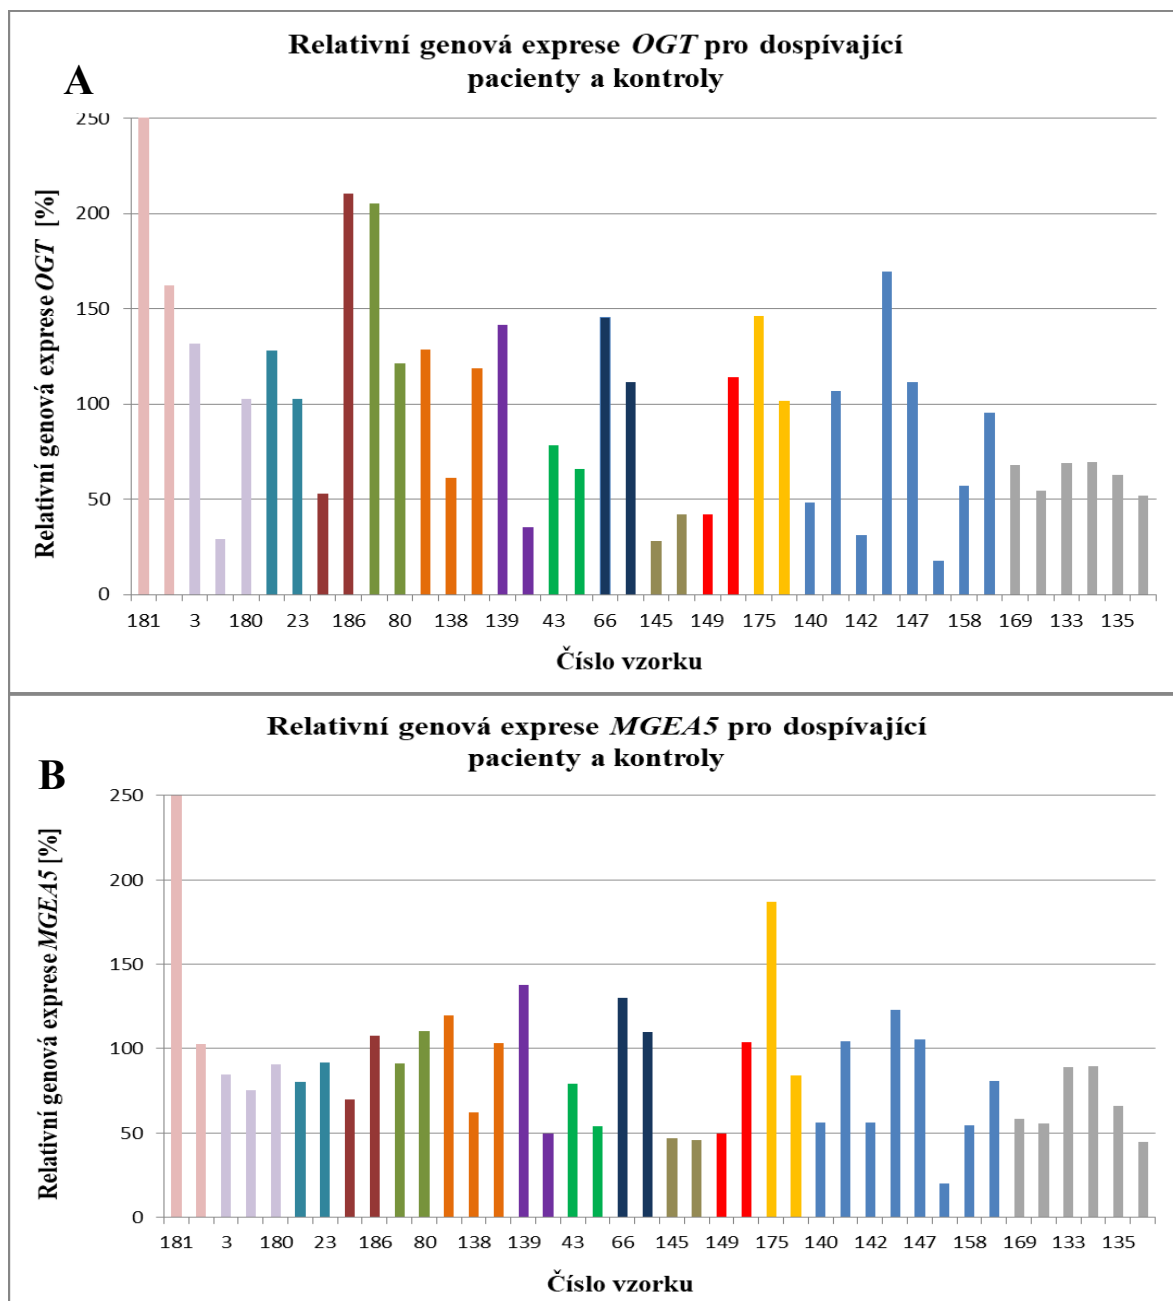 Relativní genová exprese OGT pro dospívající
pacienty a kontroly
A
Relativní genová exprese OGT [%]
250
200
150
100
50
0
181 3 180 23 186 80 138 139 43 66 145 149 175 140 142 147 158 169 133 135
Číslo vzorku
Relativní genová exprese MGEA5 pro dospívající
pacienty a kontroly
B
Relativní genová exprese MGEA5 [%]
250
200
150
100
50
0
181 3 180 23 186 80 138 139 43 66 145 149 175 140 142 147 158 169 133 135
Číslo vzorku